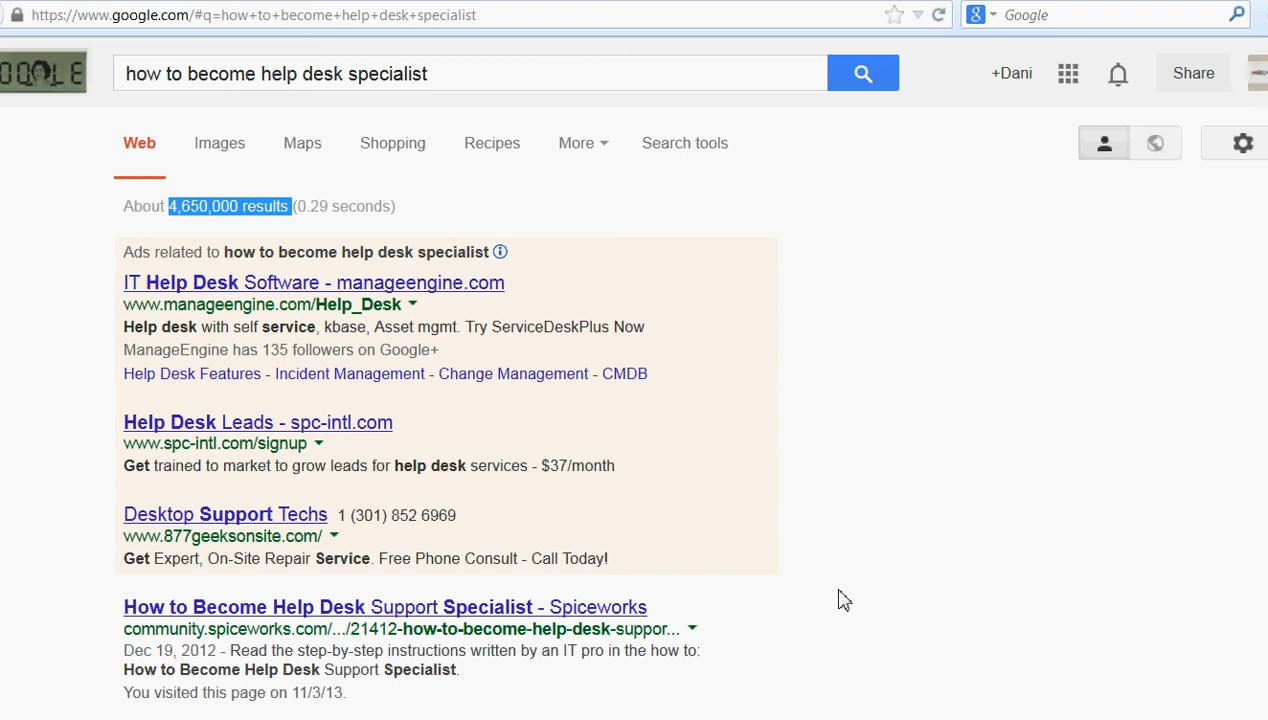 https://www.google.com/#q=how+to+become+help+desk+specialist
Google
how to become help desk specialist
+Dani
Share
Web Images Maps Shopping Recipes More Search tools
About 4,650,000 results (0.29 seconds)
Ads related to how to become help desk specialist
IT Help Desk Software - manageengine.com
www.manageengine.com/Help_Desk
Help desk with self service, kbase, Asset mgmt. Try ServiceDeskPlus Now
ManageEngine has 135 followers on Google+
Help Desk Features - Incident Management - Change Management - CMDB
Help Desk Leads - spc-intl.com
www.spc-intl.com/signup
Get trained to market to grow leads for help desk services - $37/month
Desktop Support Techs 1 (301) 852 6969
www.877geeksonsite.com/
Get Expert, On-Site Repair Service. Free Phone Consult - Call Today!
How to Become Help Desk Support Specialist - Spiceworks
community.spiceworks.com/.../21412-how-to-become-help-desk-suppor...
Dec 19, 2012 - Read the step-by-step instructions written by an IT pro in the how to:
How to Become Help Desk Support Specialist.
You visited this page on 11/3/13.